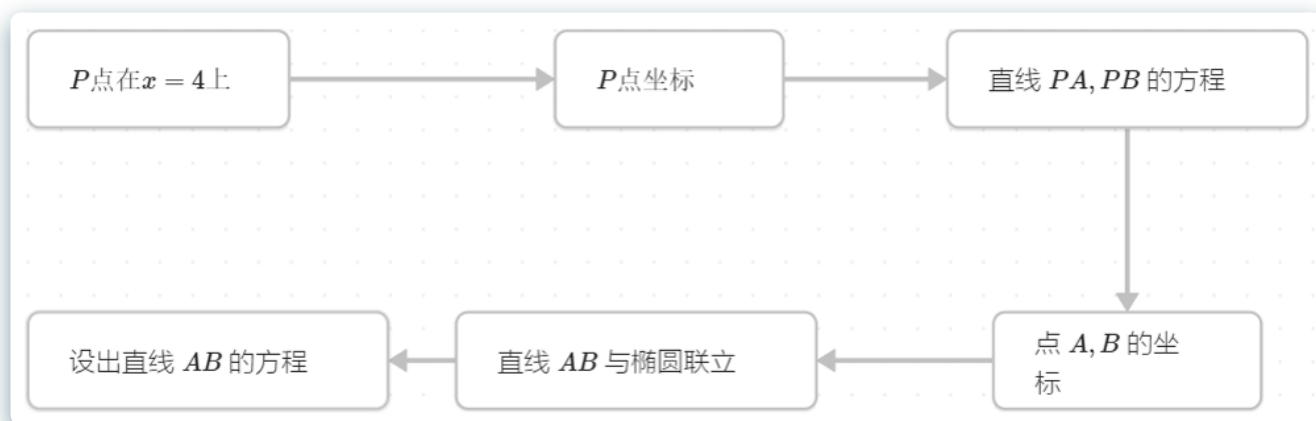 P点在x = 4上
P点坐标
直线 PA, PB 的方程
设出直线 AB 的方程
直线 AB 与椭圆联立
点 A, B 的坐
标